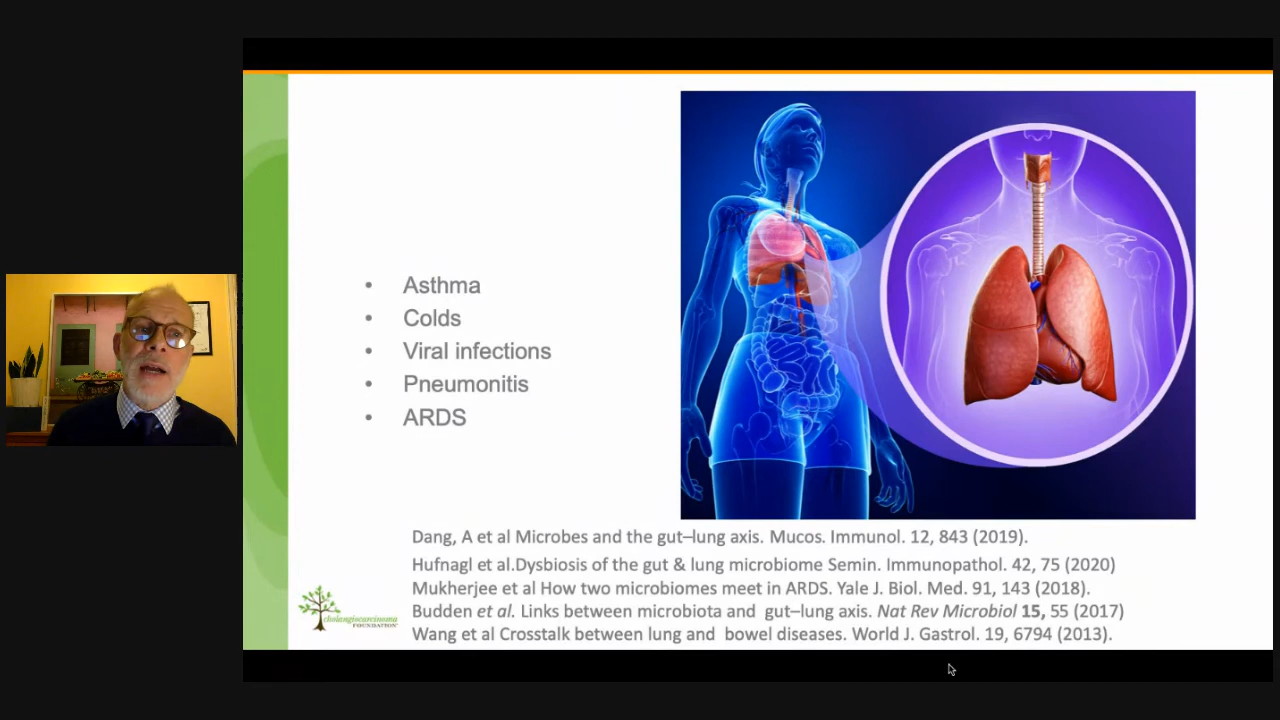 Asthma
Colds
Viral infections
Pneumonitis
ARDS
Dang, A et al Microbes and the gut–lung axis. Mucos. Immunol. 12, 843 (2019).
Hufnagl et al.Dysbiosis of the gut & lung microbiome Semin. Immunopathol. 42, 75 (2020)
Mukherjee et al How two microbiomes meet in ARDS. Yale J. Biol. Med. 91, 143 (2018).
Budden et al. Links between microbiota and gut–lung axis. Nat Rev Microbiol 15, 55 (2017)
Wang et al Crosstalk between lung and bowel diseases. World J. Gastrol. 19, 6794 (2013).
cholangiocarcinoma
FOUNDATION